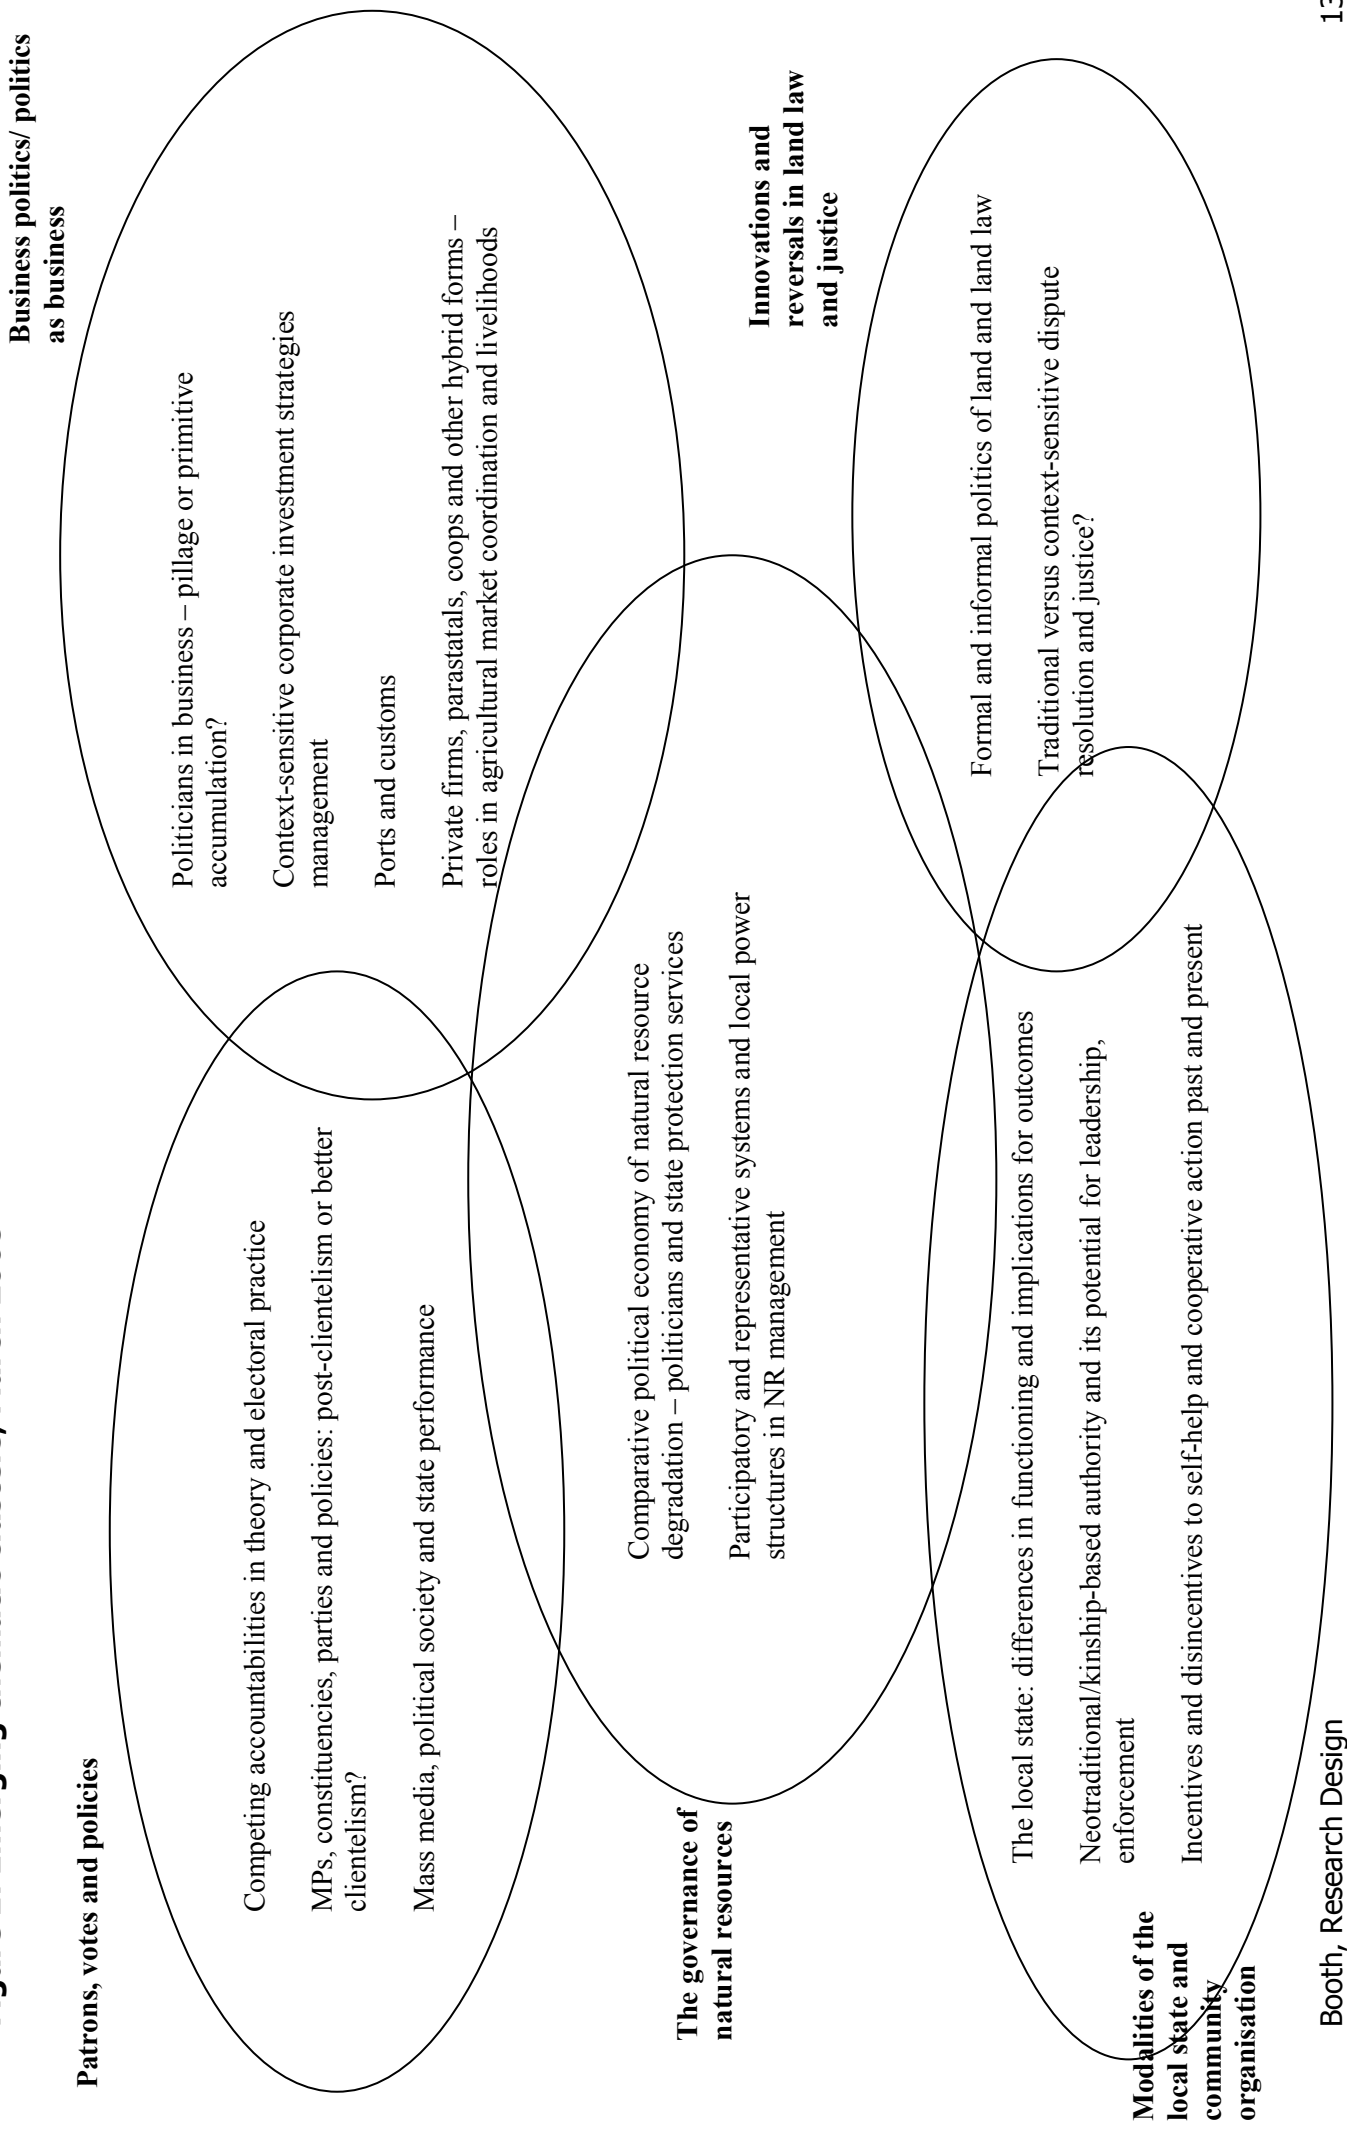 Patrons, votes and policies
Business politics/ politics
as business
Competing accountabilities in theory and electoral practice
MPs, constituencies, parties and policies: post-clientelism or better
clientelism?
Mass media, political society and state performance
Politicians in business – pillage or primitive
accumulation?
Context-sensitive corporate investment strategies
management
Ports and customs
Private firms, parastatals, coops and other hybrid forms –
roles in agricultural market coordination and livelihoods
The governance of
natural resources
Comparative political economy of natural resource
degradation – politicians and state protection services
Participatory and representative systems and local power
structures in NR management
Innovations and
reversals in land law
and justice
Formal and informal politics of land and land law
Traditional versus context-sensitive dispute
resolution and justice?
The local state: differences in functioning and implications for outcomes
Neotraditional/kinship-based authority and its potential for leadership,
enforcement
Incentives and disincentives to self-help and cooperative action past and present
Modalities of the
local state and
community
organisation
Booth, Research Design
13